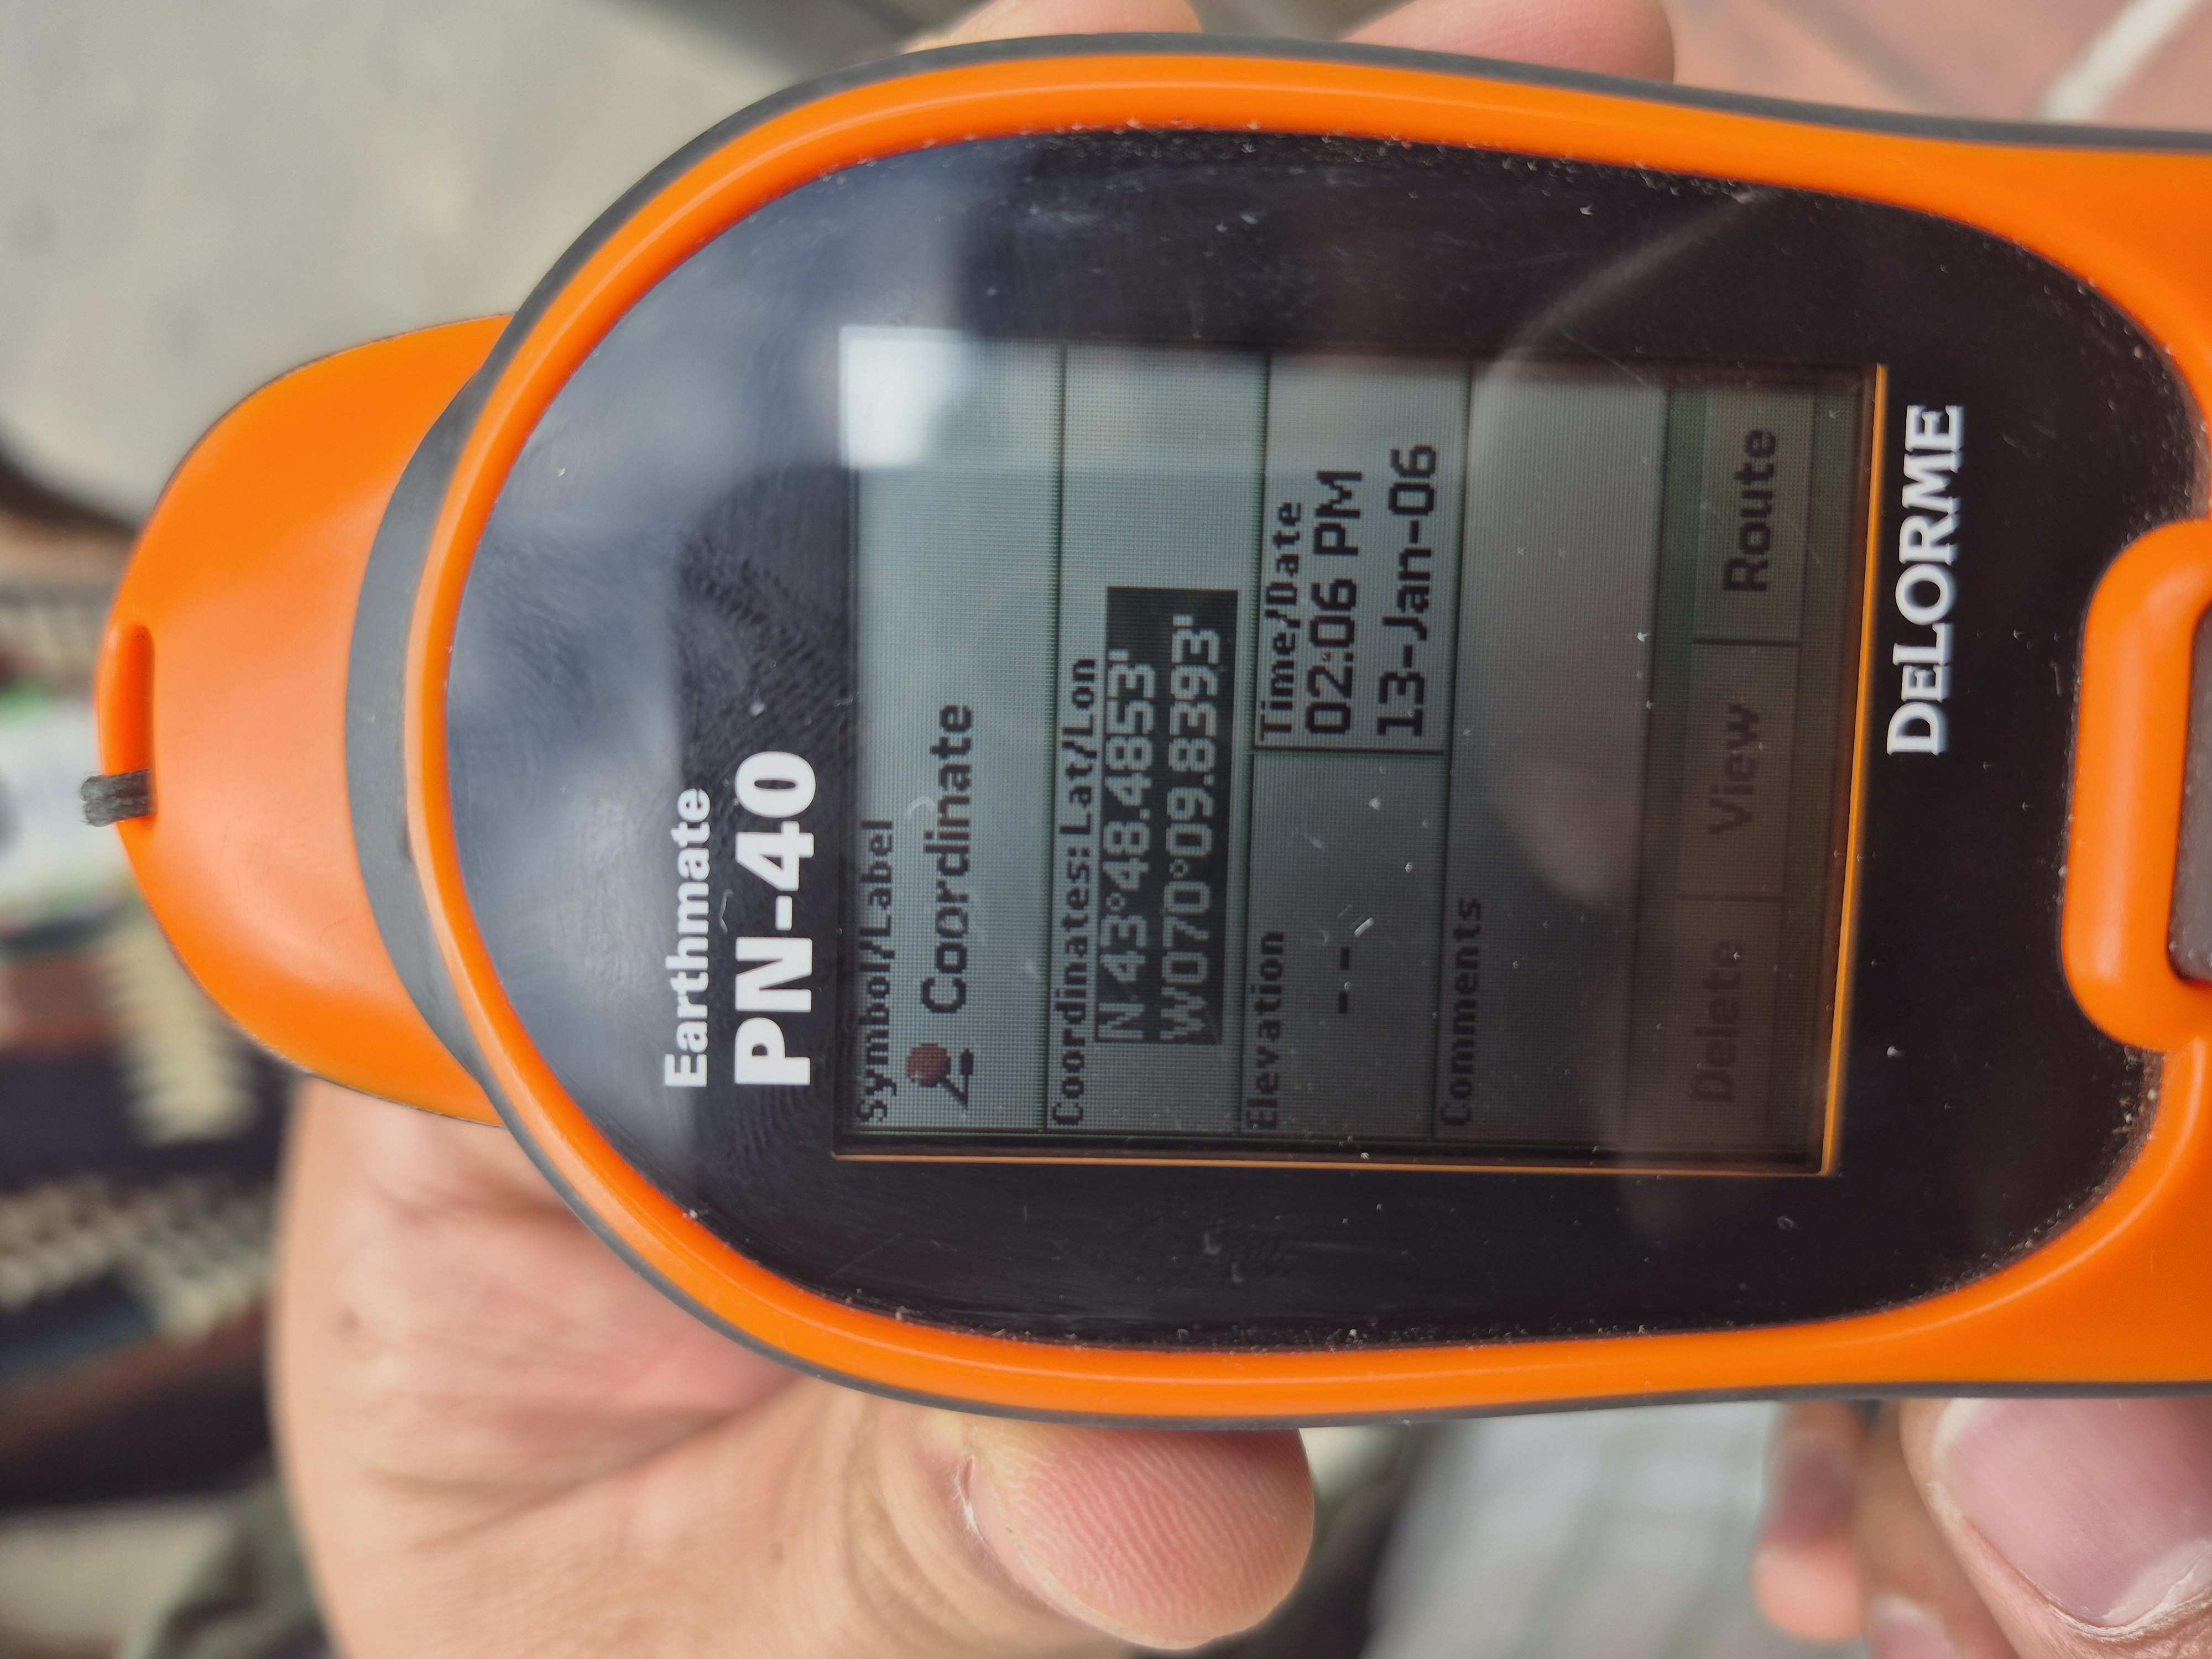 Earthmate
PN-40
Symbol/Label
Coordinate
Coordinates: Lat/Lon
N 43°48.4853'
W070°09.8393'
Elevation
---
Time/Date
02:06 PM
13-Jan-06
Comments
Delete View Route
DELORME